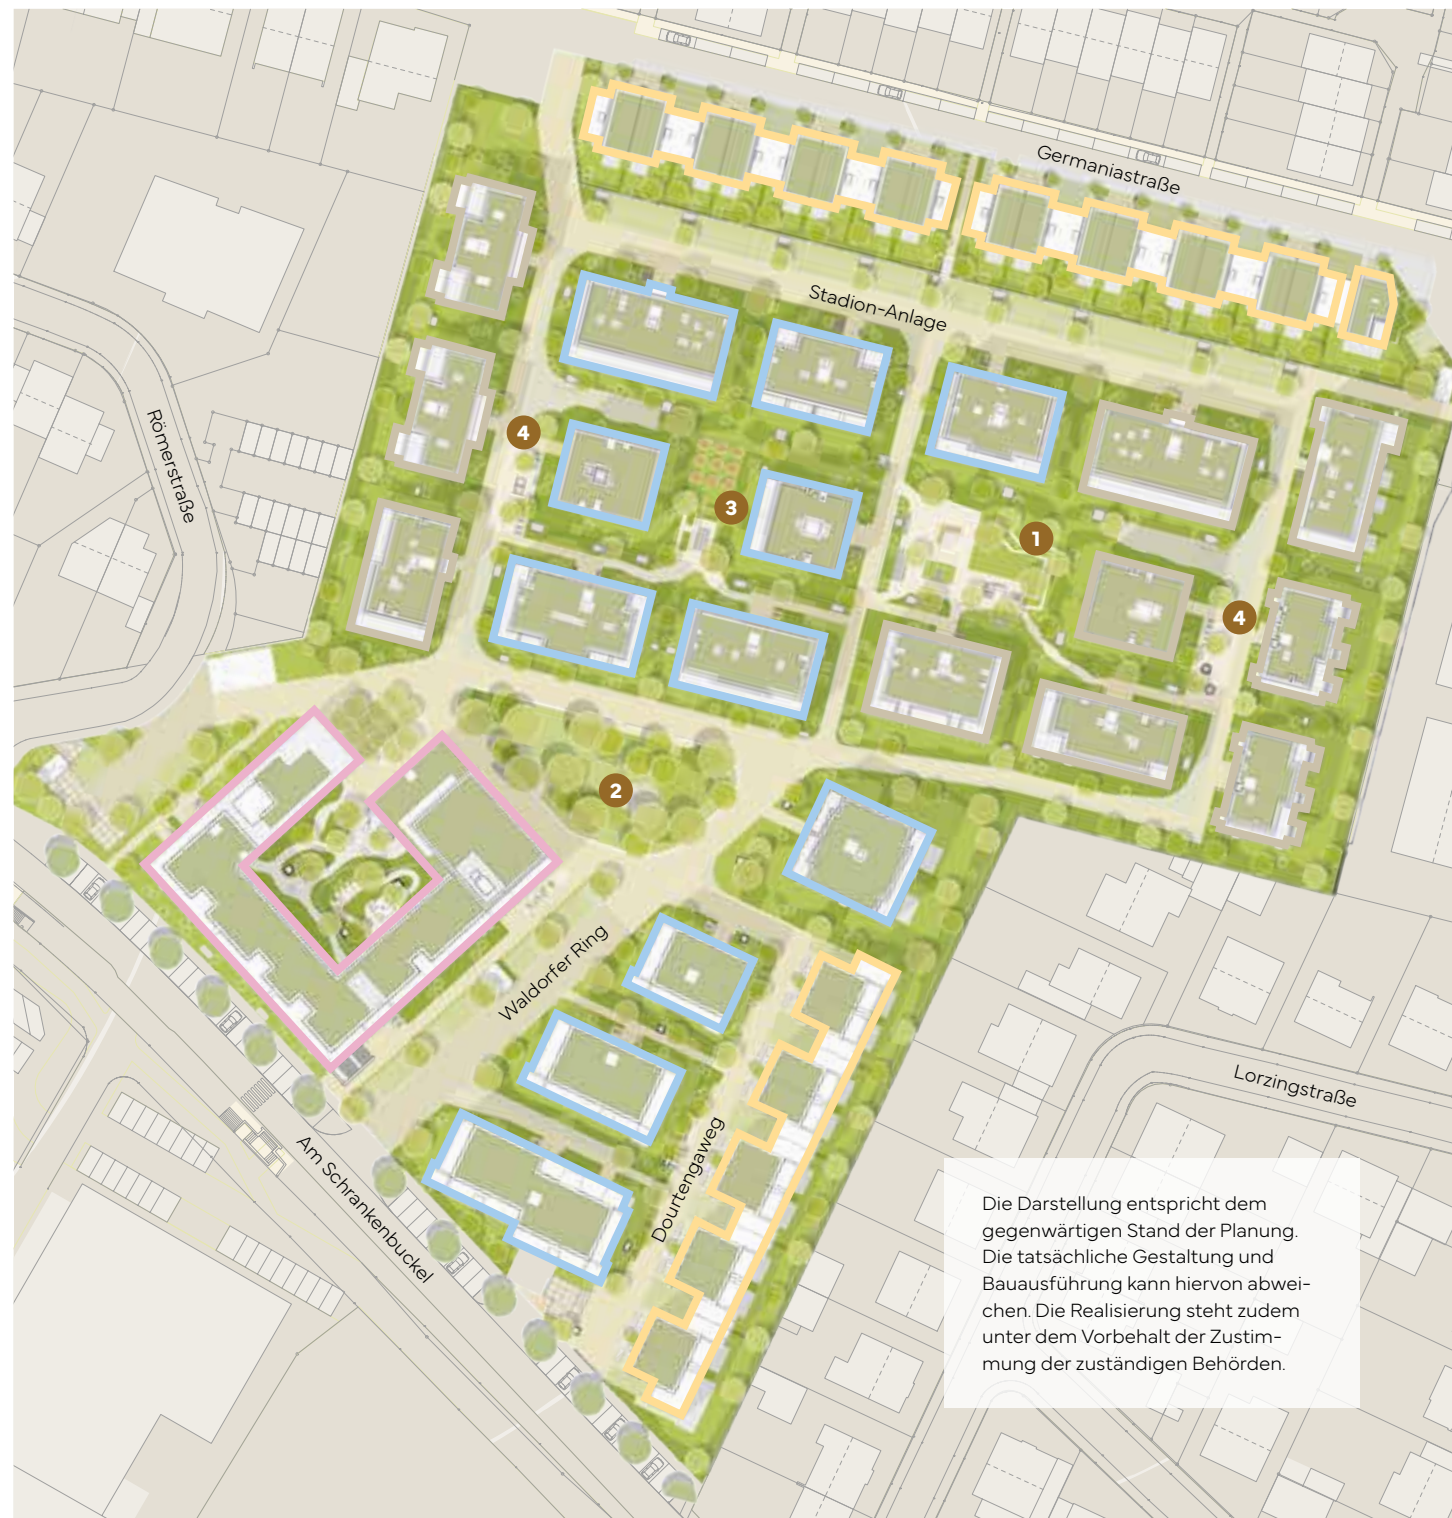 Germaniastraße
Stadion-Anlage
Römerstraße
4
3
1
4
2
Waldorfer Ring
Lorzingstraße
Dourtengaweg
Am Schrankenbuckel
Die Darstellung entspricht dem
gegenwärtigen Stand der Planung.
Die tatsächliche Gestaltung und
Bauausführung kann hiervon abwei-
chen. Die Realisierung steht zudem
unter dem Vorbehalt der Zustim-
mung der zuständigen Behörden.